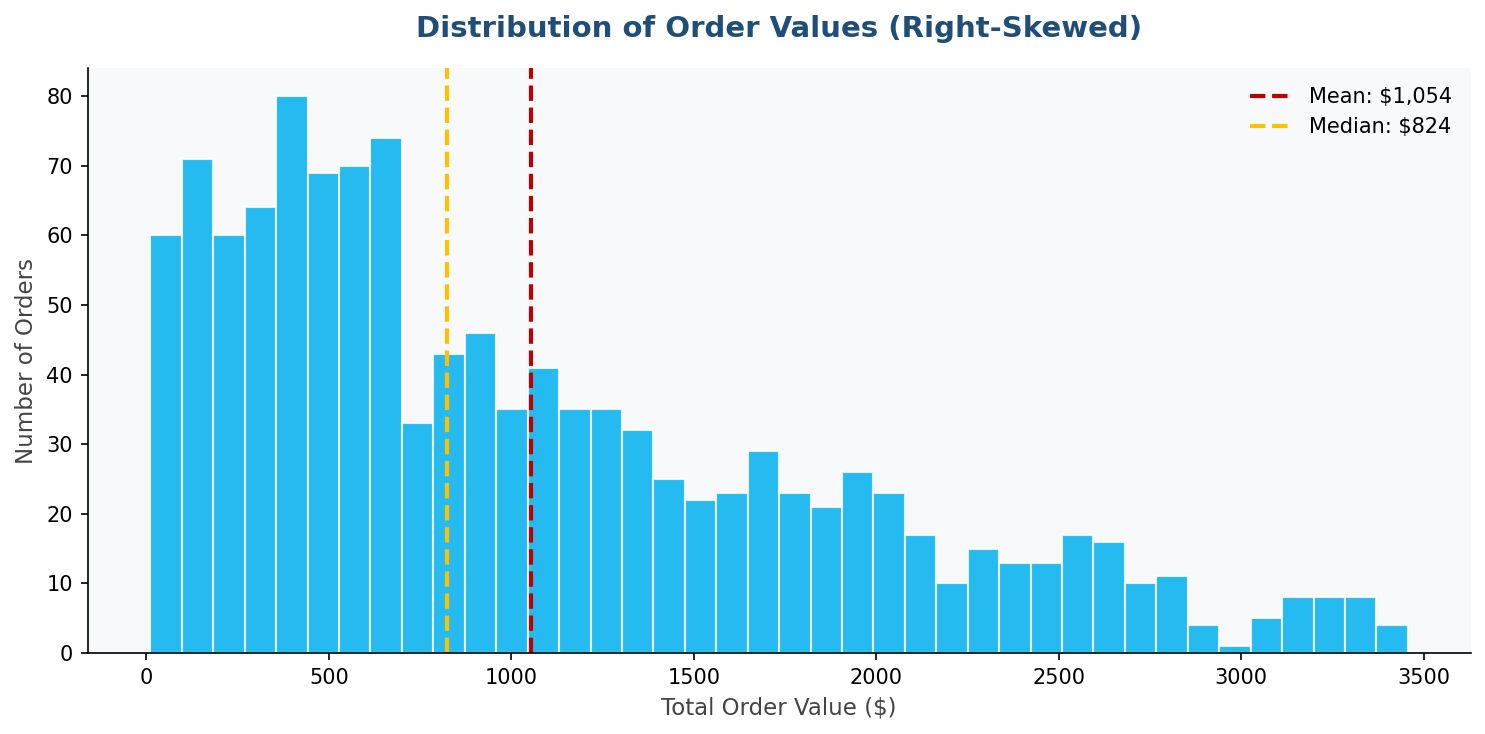 Distribution of Order Values (Right-Skewed)
Mean: $1,054
Median: $824
Number of Orders
80
70
60
50
40
30
20
10
0
0 500 1000 1500 2000 2500 3000 3500
Total Order Value ($)